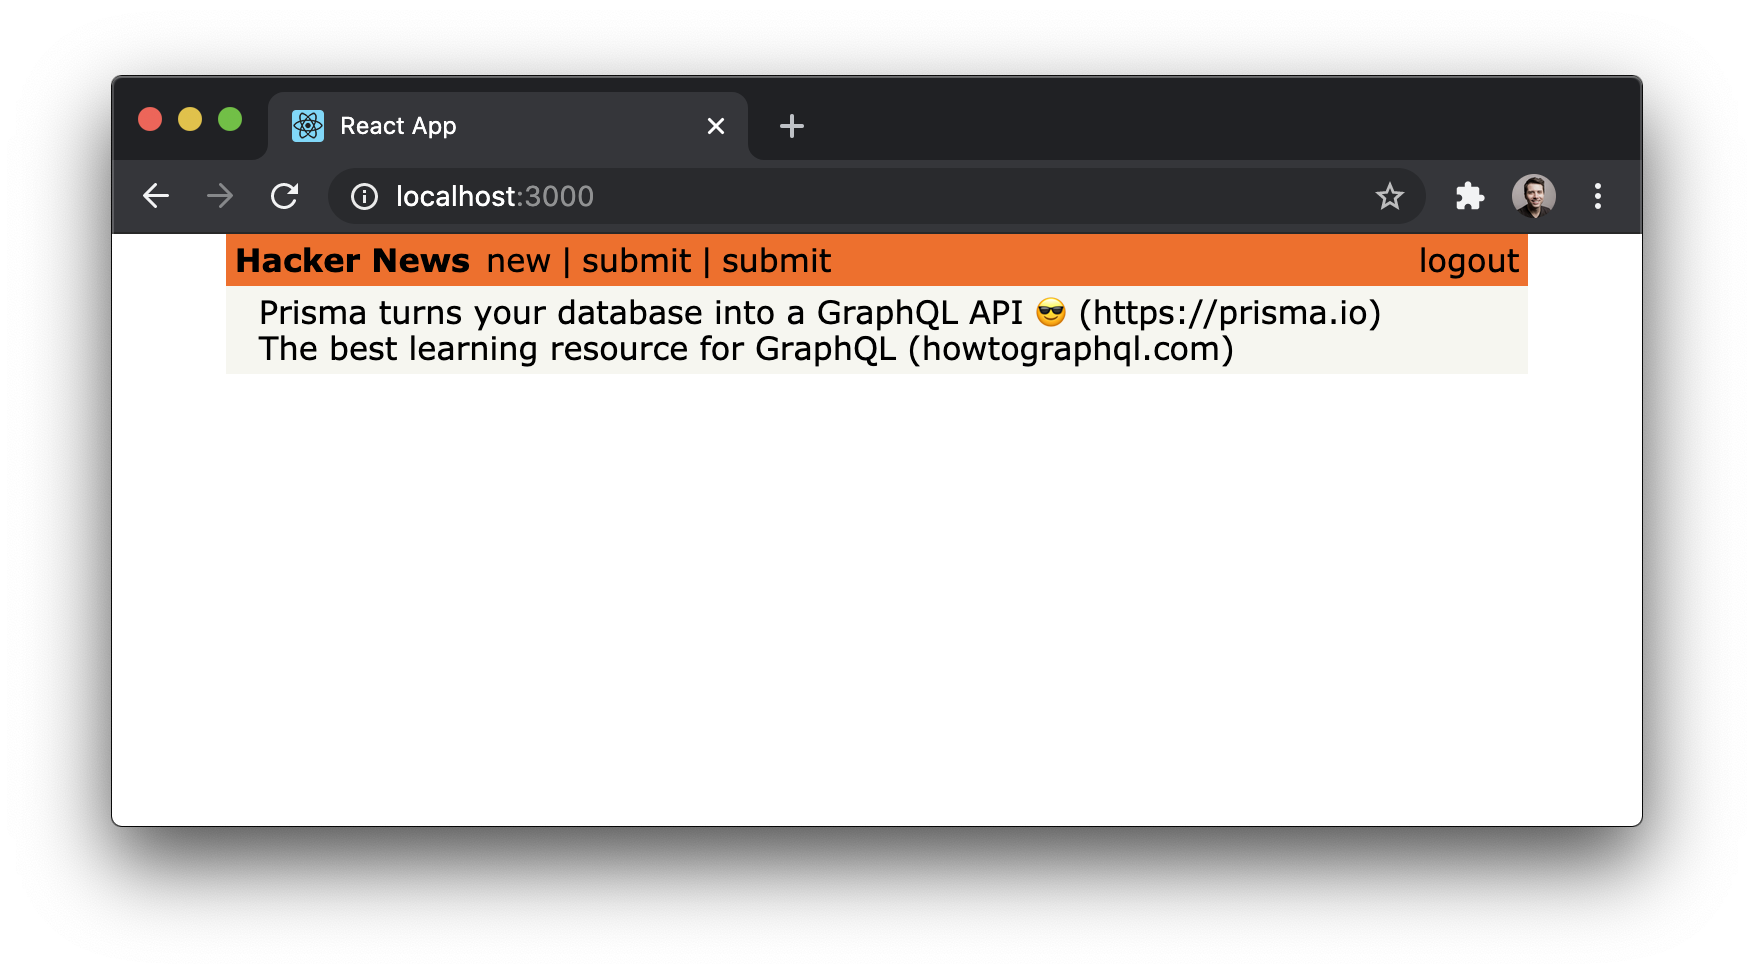 React App
localhost:3000
Hacker News new | submit | submit logout
Prisma turns your database into a GraphQL API 😎 (https://prisma.io)
The best learning resource for GraphQL (howtographql.com)